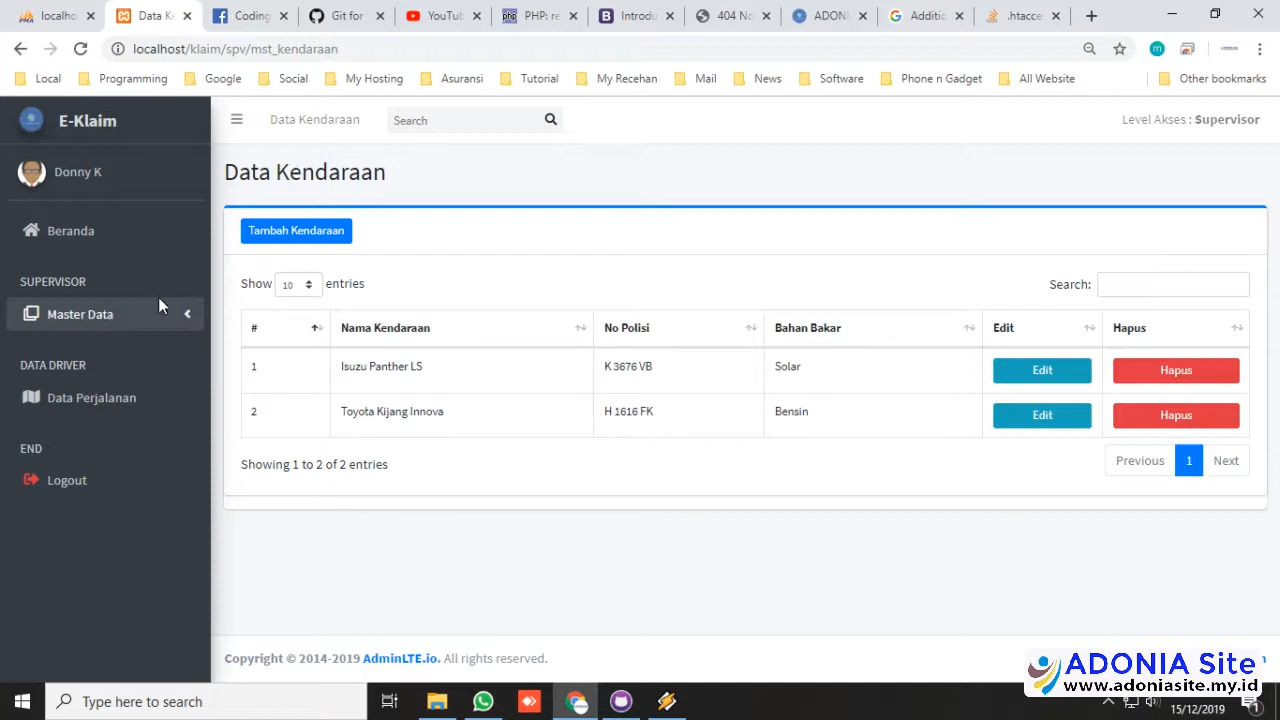 localhos
Data Ke
Coding
Git for
YouTub
PHP: re
Introdu
404 No
ADONI
Additio
.htacces
localhost/klaim/spv/mst_kendaraan
Local
Programming
Google
Social
My Hosting
Asuransi
Tutorial
My Recehan
Mail
News
Software
Phone n Gadget
All Website
Other bookmarks
E-Klaim
Data Kendaraan
Search
Level Akses : Supervisor
Donny K
Data Kendaraan
Beranda
Tambah Kendaraan
SUPERVISOR
Master Data
Show 10 entries
Search:
# Nama Kendaraan No Polisi Bahan Bakar Edit Hapus
1 Isuzu Panther LS K 3676 VB Solar Edit Hapus
2 Toyota Kijang Innova H 1616 FK Bensin Edit Hapus
DATA DRIVER
Data Perjalanan
END
Logout
Showing 1 to 2 of 2 entries
Previous 1 Next
Copyright © 2014-2019 AdminLTE.io. All rights reserved.
ADONIA Site
www.adoniasite.my.id
Type here to search
15/12/2019